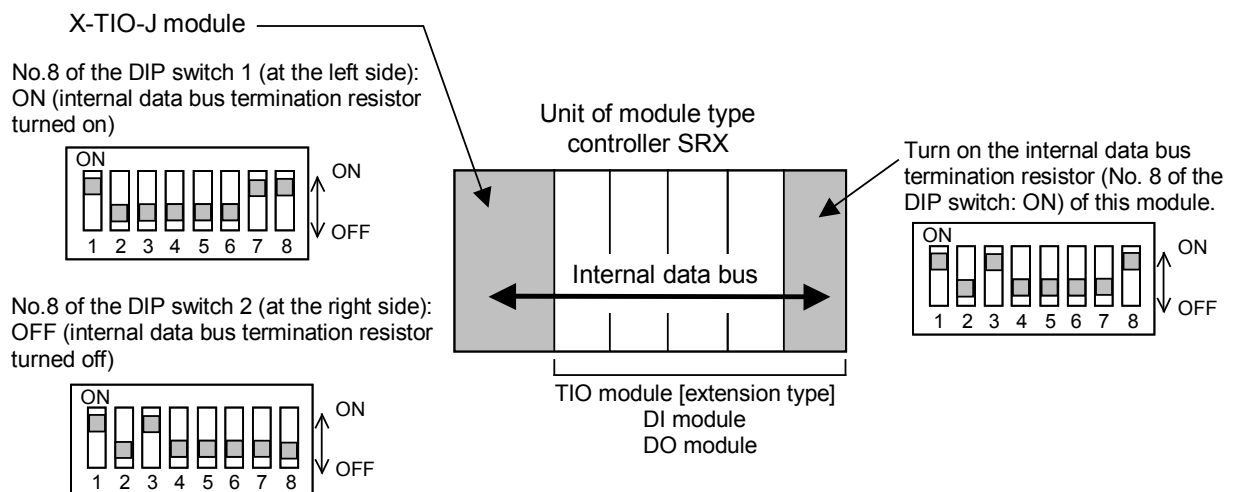 X-TIO-J module
No.8 of the DIP switch 1 (at the left side):
ON (internal data bus termination resistor
turned on)
ON
ON
OFF
1 2 3 4 5 6 7 8
No.8 of the DIP switch 2 (at the right side):
OFF (internal data bus termination resistor
turned off)
ON
ON
OFF
1 2 3 4 5 6 7 8
Unit of module type
controller SRX
Internal data bus
TIO module [extension type]
DI module
DO module
Turn on the internal data bus
termination resistor (No. 8 of the
DIP switch: ON) of this module.
ON
ON
OFF
1 2 3 4 5 6 7 8